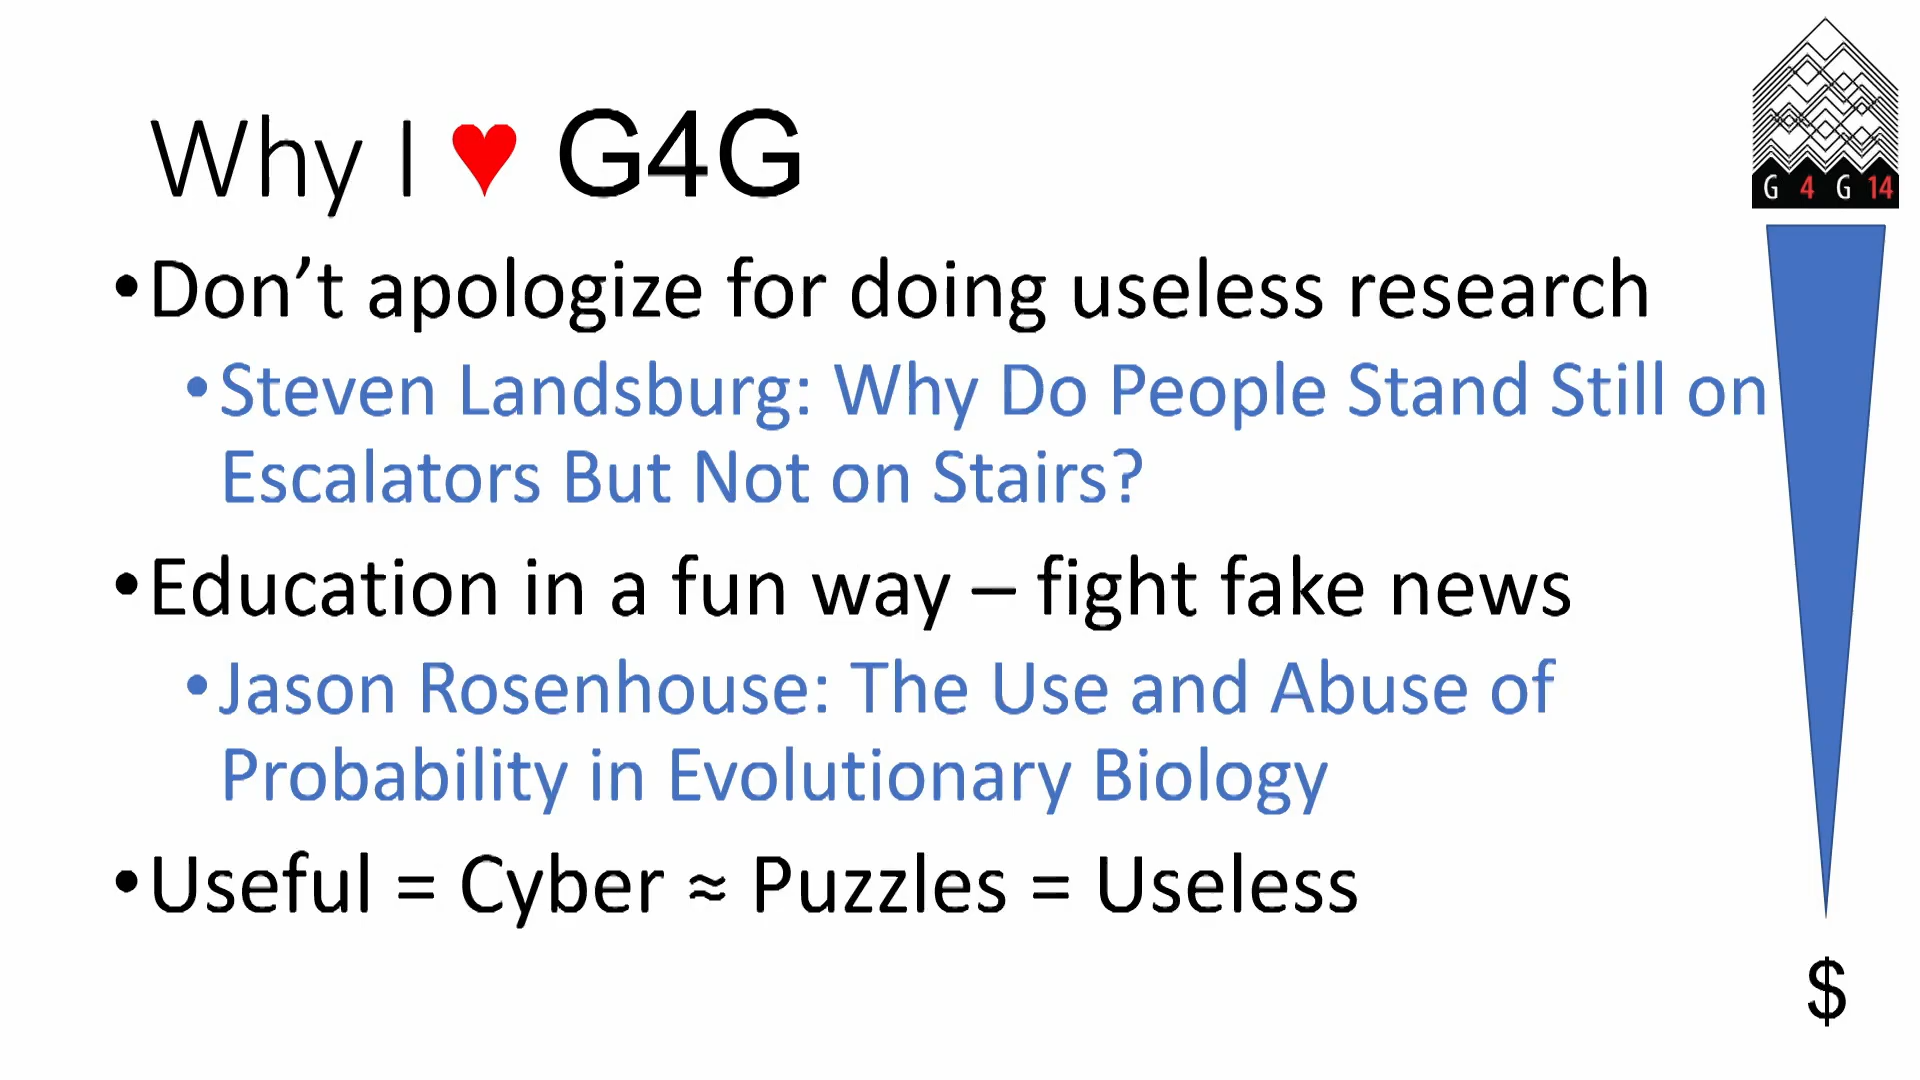 Why I ♥ G4G
G 4 G 14
•Don’t apologize for doing useless research
•Steven Landsburg: Why Do People Stand Still on
Escalators But Not on Stairs?
•Education in a fun way – fight fake news
•Jason Rosenhouse: The Use and Abuse of
Probability in Evolutionary Biology
•Useful = Cyber ≈ Puzzles = Useless
$